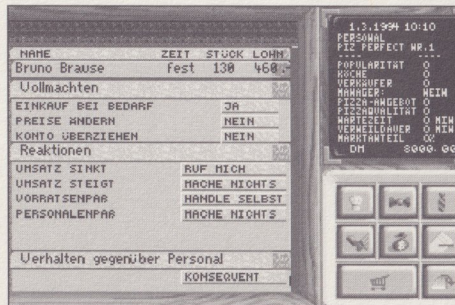 NAME ZEIT STÜCK LOHN
Bruno Brause fest 130 460.-
Vollmachten
EINKAUF BEI BEDARF JA
PREISE ÄNDERN NEIN
KONTO ÜBERZIEHEN NEIN
Reaktionen
UMSATZ SINKT RUF MICH
UMSATZ STEIGT MACHE NICHTS
VORRATSENPAß HANDLE SELBST
PERSONALENPAß MACHE NICHTS
Verhalten gegenüber Personal
KONSEQUENT
1.3.1994 10:10
PERSONAL
PIZ PERFECT NR.1
POPULARITÄT 0
KÖCHE 0
VERKÄUFER 0
MANAGER: NEIN
PIZZA-ANGEBOT 0
PIZZAQUALITÄT 0
WARTEZEIT 0 MIN
VERWEILDAUER 0 MIN
MARKTANTEIL 0%
DM 8000.00